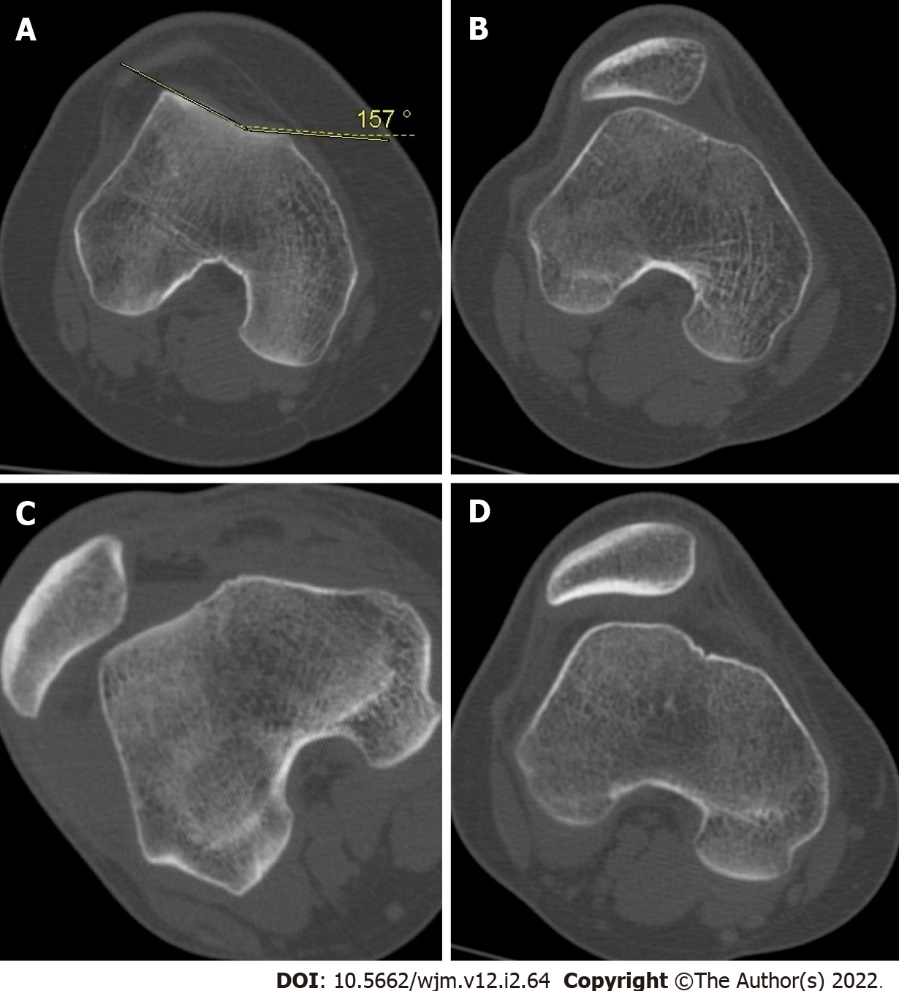 A
B
157 °
C
D
DOI: 10.5662/wjm.v12.i2.64 Copyright ©The Author(s) 2022.